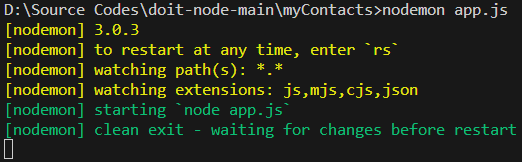 D:\Source Codes\doit-node-main\myContacts>nodemon app.js
[nodemon] 3.0.3
[nodemon] to restart at any time, enter `rs`
[nodemon] watching path(s): *.*
[nodemon] watching extensions: js,mjs,cjs,json
[nodemon] starting `node app.js`
[nodemon] clean exit - waiting for changes before restart